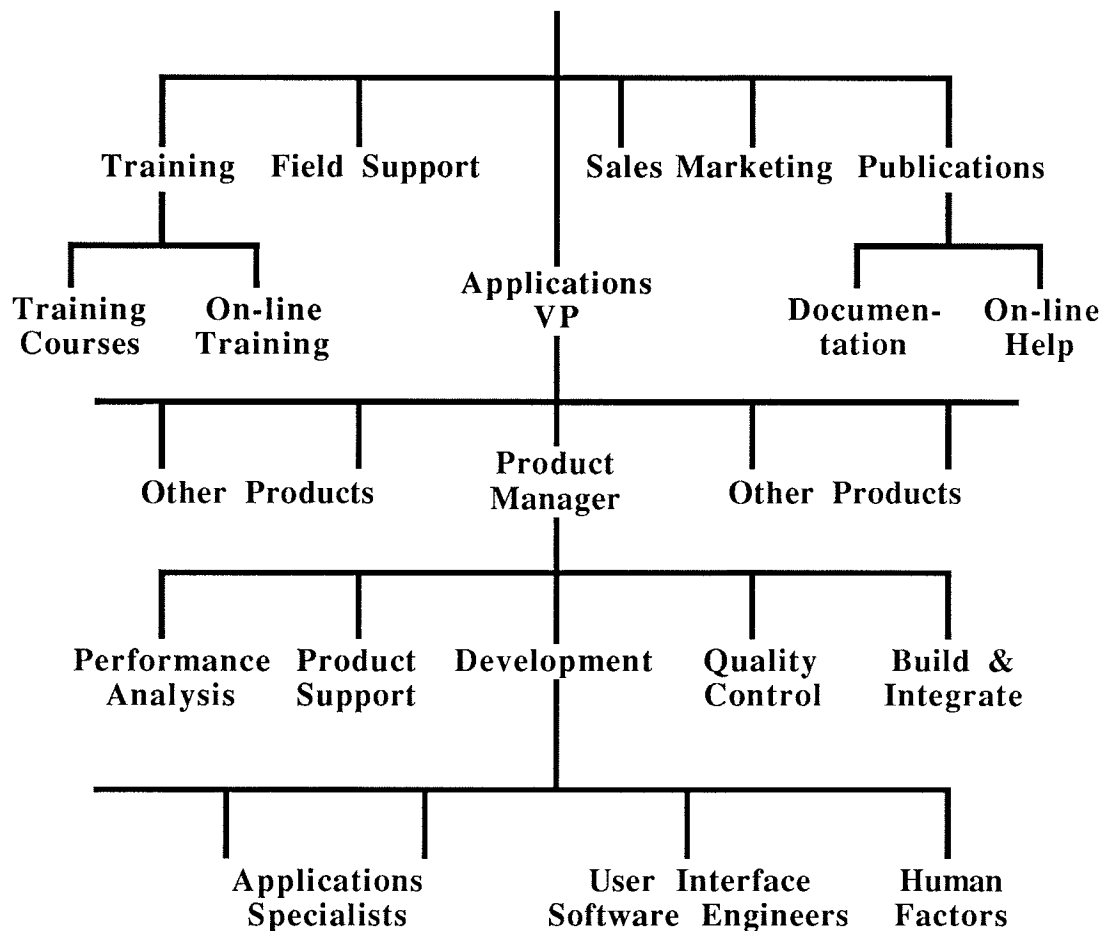 Training Field Support Sales Marketing Publications
Applications
VP
Training
Courses
On-line
Training
Documen-
tation
On-line
Help
Other Products
Product
Manager
Other Products
Performance
Analysis
Product
Support
Development
Quality
Control
Build &
Integrate
Applications
Specialists
User Interface
Software Engineers
Human
Factors